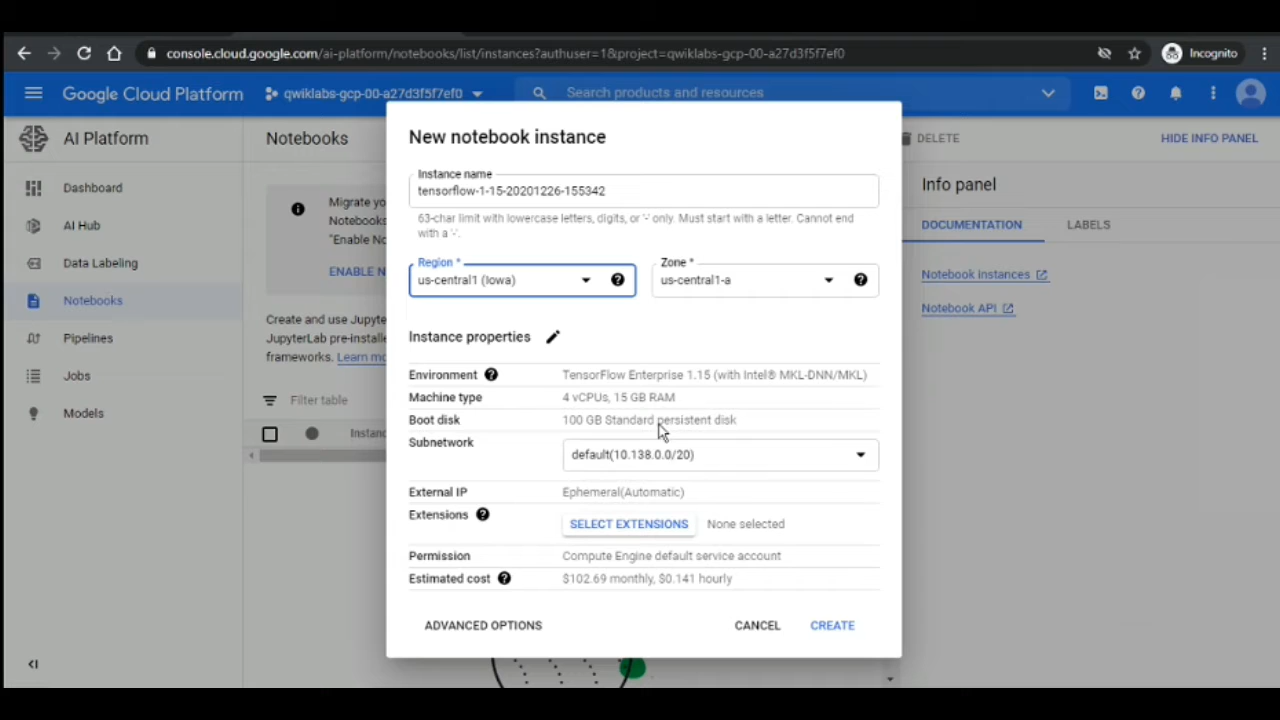 console.cloud.google.com/ai-platform/notebooks/list/instances?authuser=1&project=qwiklabs-gcp-00-a27d3f5f7ef0
Incognito
Google Cloud Platform
qwiklabs-gcp-00-a27d3f5f7ef0
Search products and resources
AI Platform
Notebooks
DELETE
HIDE INFO PANEL
Dashboard
AI Hub
Data Labeling
Notebooks
Pipelines
Jobs
Models
Migrate yo
Notebooks
"Enable No
ENABLE N
Create and use Jupyte
JupyterLab pre-installe
frameworks. Learn mo
Filter table
Instanc
New notebook instance
Instance name
tensorflow-1-15-20201226-155342
63-char limit with lowercase letters, digits, or '-' only. Must start with a letter. Cannot end
with a '-'.
Region *
us-central1 (Iowa)
Zone *
us-central1-a
Instance properties
Environment
TensorFlow Enterprise 1.15 (with Intel® MKL-DNN/MKL)
Machine type
4 vCPUs, 15 GB RAM
Boot disk
100 GB Standard persistent disk
Subnetwork
default(10.138.0.0/20)
External IP
Ephemeral(Automatic)
Extensions
SELECT EXTENSIONS
None selected
Permission
Compute Engine default service account
Estimated cost
$102.69 monthly, $0.141 hourly
ADVANCED OPTIONS
CANCEL
CREATE
Info panel
DOCUMENTATION
LABELS
Notebook Instances
Notebook API